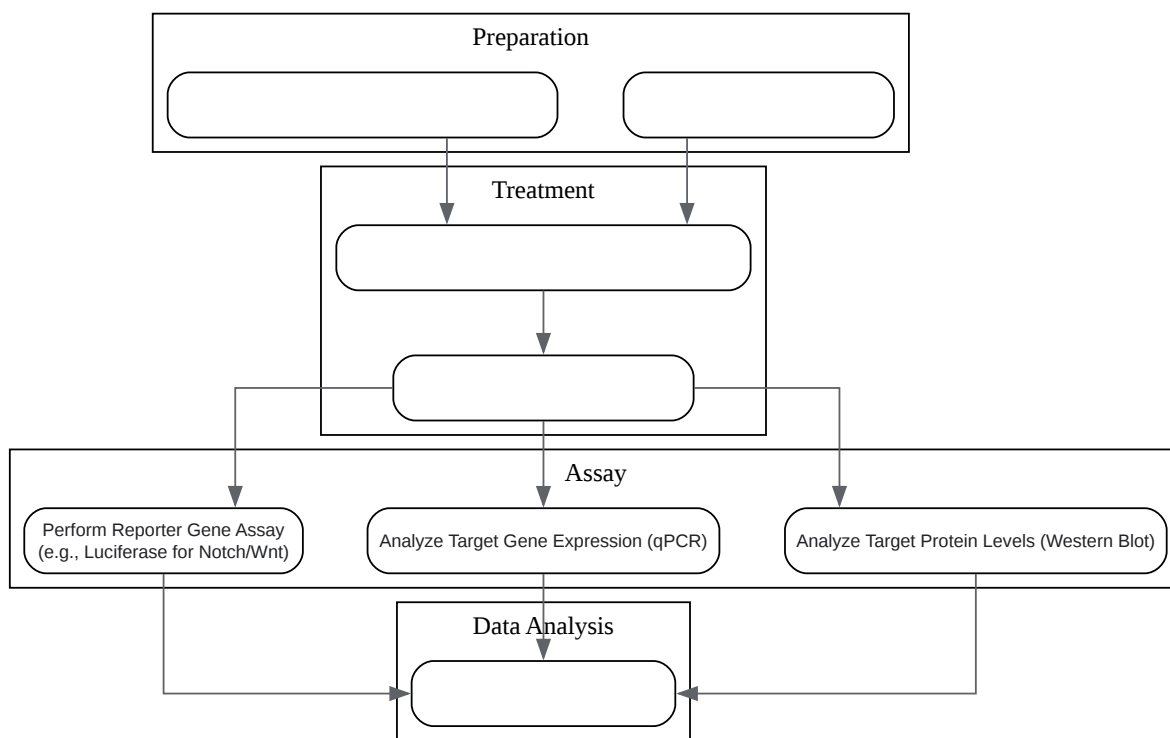 Preparation
Treatment
Assay
Perform Reporter Gene Assay
(e.g., Luciferase for Notch/Wnt)
Analyze Target Gene Expression (qPCR)
Analyze Target Protein Levels (Western Blot)
Data Analysis